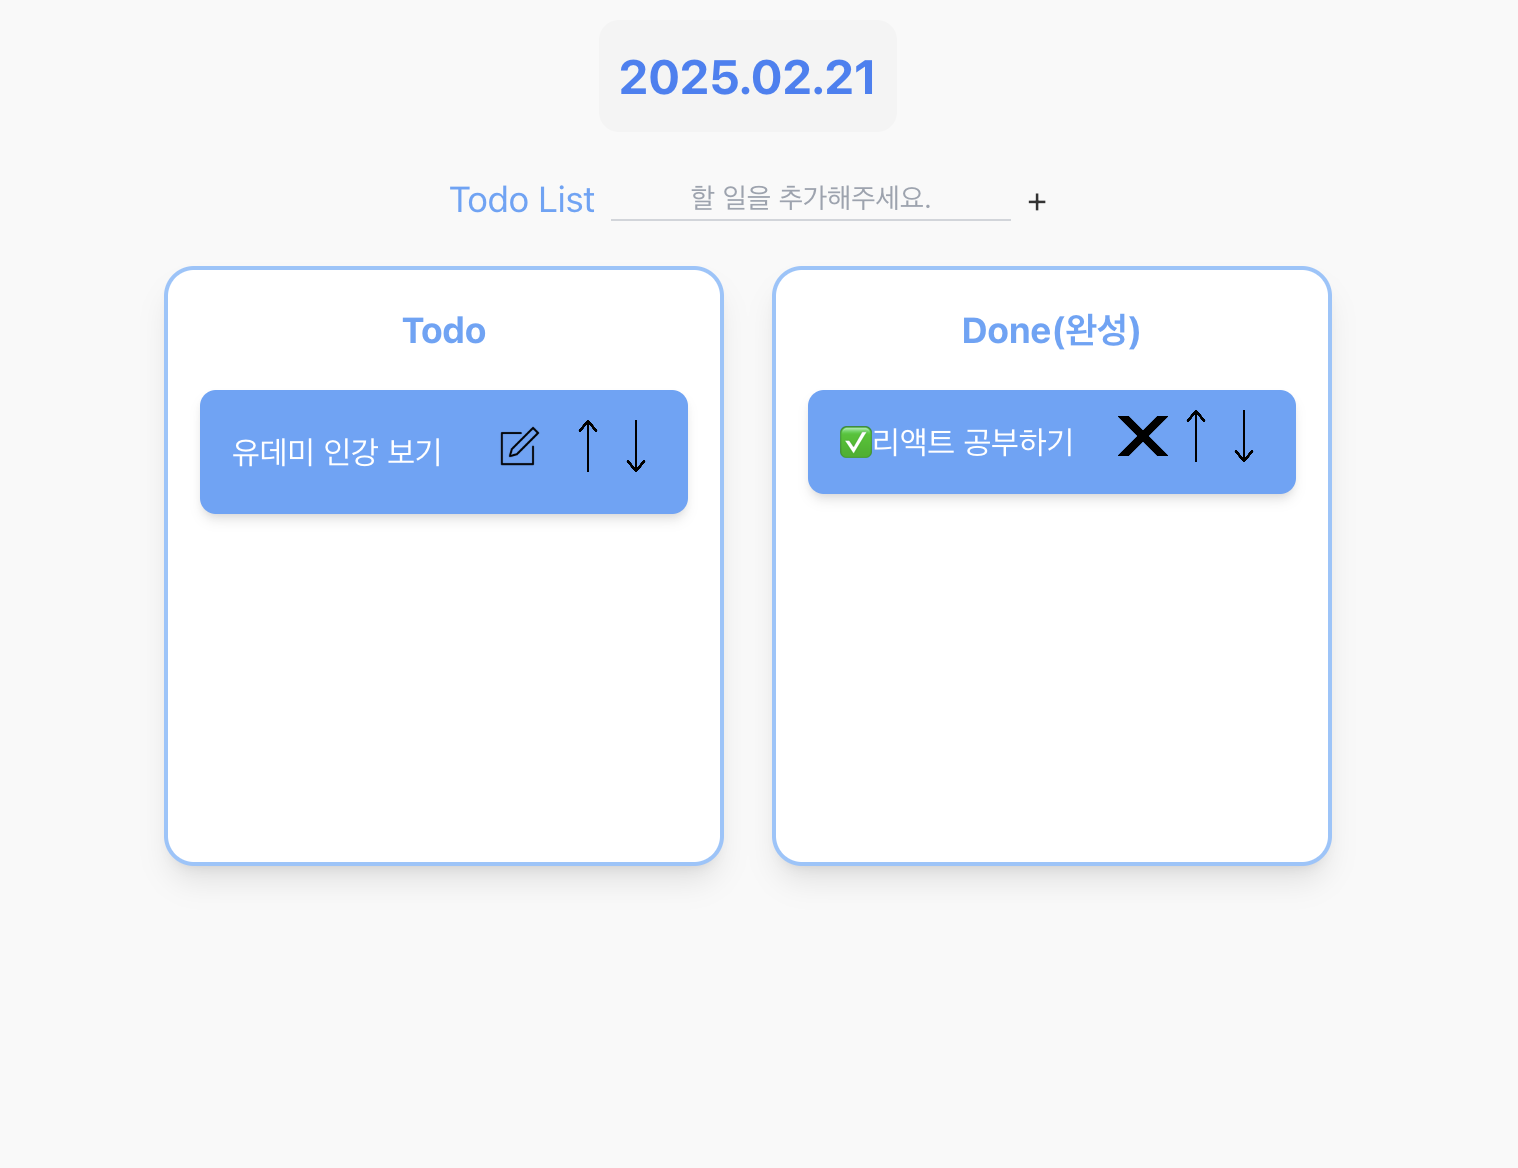 2025.02.21
Todo List 할 일을 추가해주세요. +
Todo
유데미 인강 보기
Done(완성)
✅리액트 공부하기